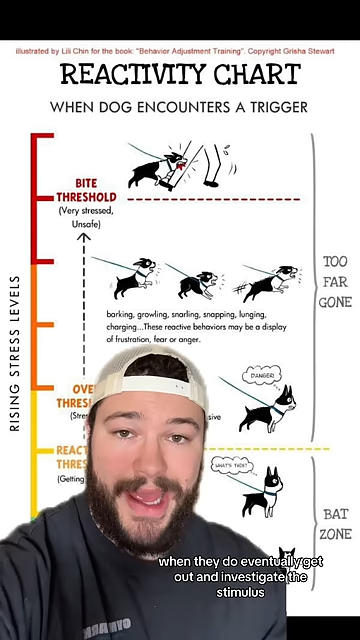 illustrated by Lili Chin for the book: "Behavior Adjustment Training". Copyright Grisha Stewart
REACTIVITY CHART
WHEN DOG ENCOUNTERS A TRIGGER
BITE
THRESHOLD
(Very stressed,
Unsafe)
TOO
FAR
GONE
barking, growling, snarling, snapping, lunging,
charging...These reactive behaviors may be a display
of frustration, fear or anger.
RISING STRESS LEVELS
DANGER!
OVE
THRES
(Stre
sive
REAC
THRES
(Getting
WHAT'S THIS?
BAT
ZONE
when they do eventually get
out and investigate the
stimulus